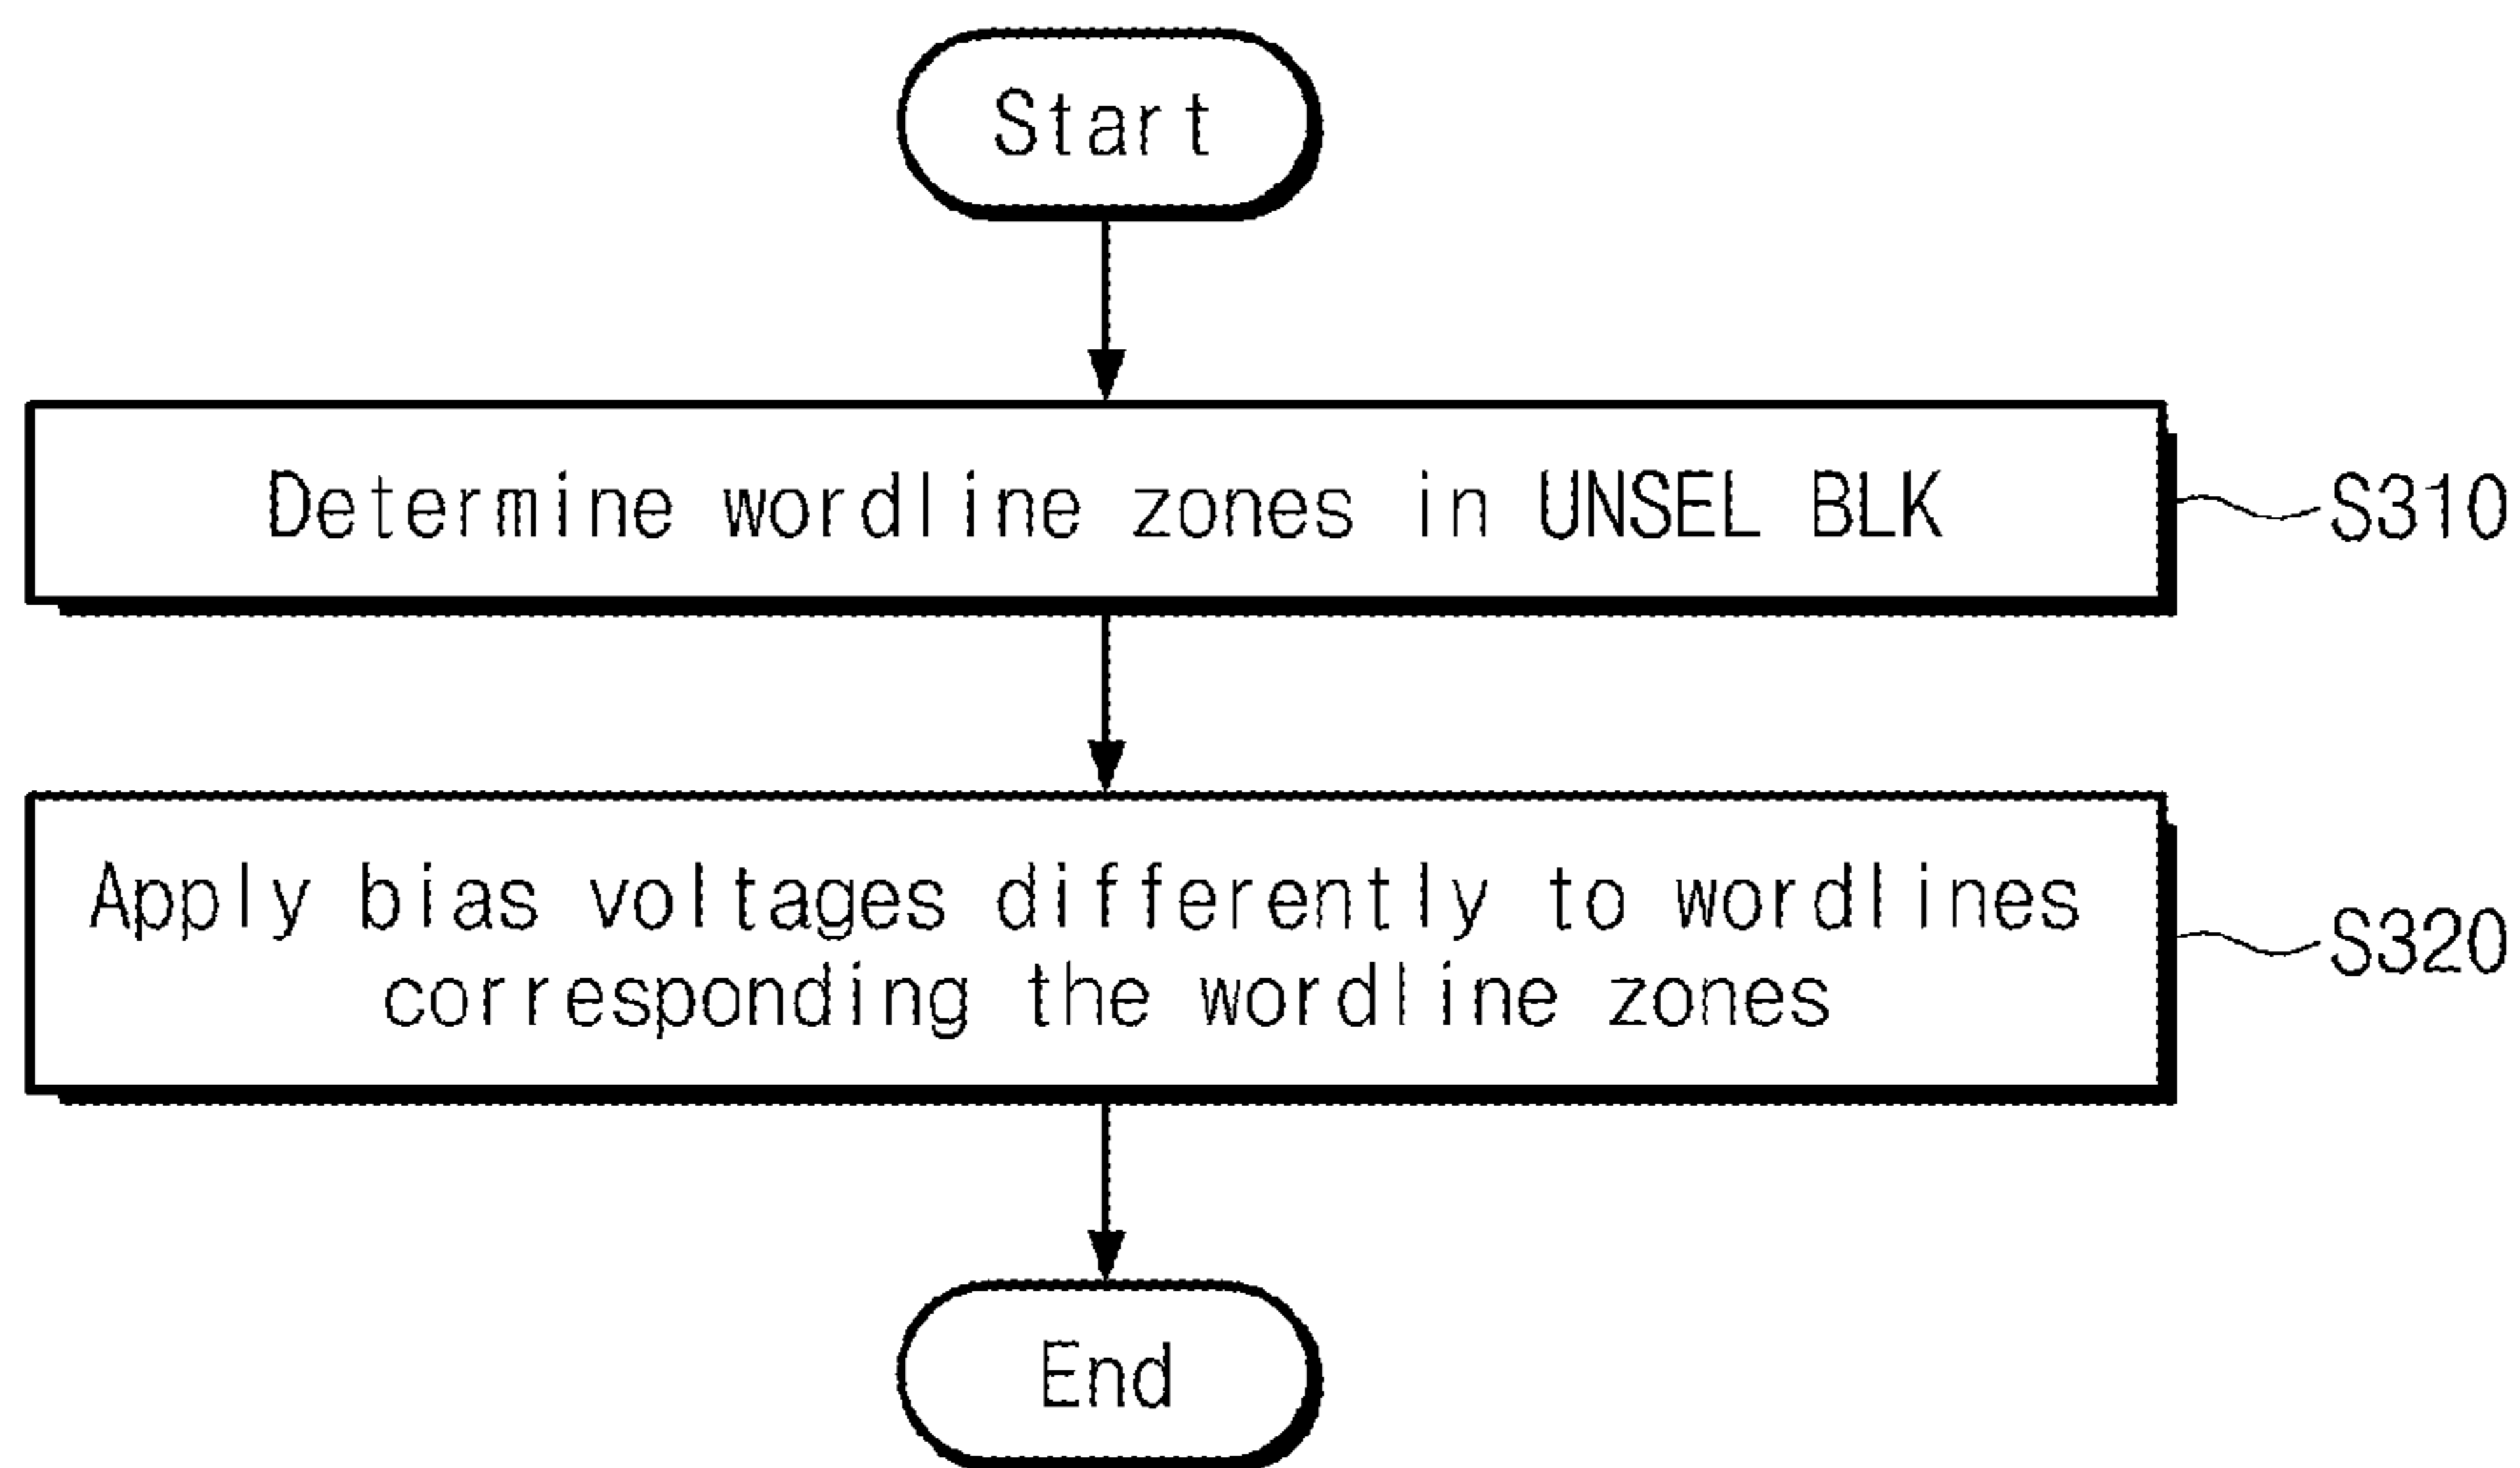 Start
Determine wordline zones in UNSEL BLK
S310
Apply bias voltages differently to wordlines
corresponding the wordline zones
S320
End